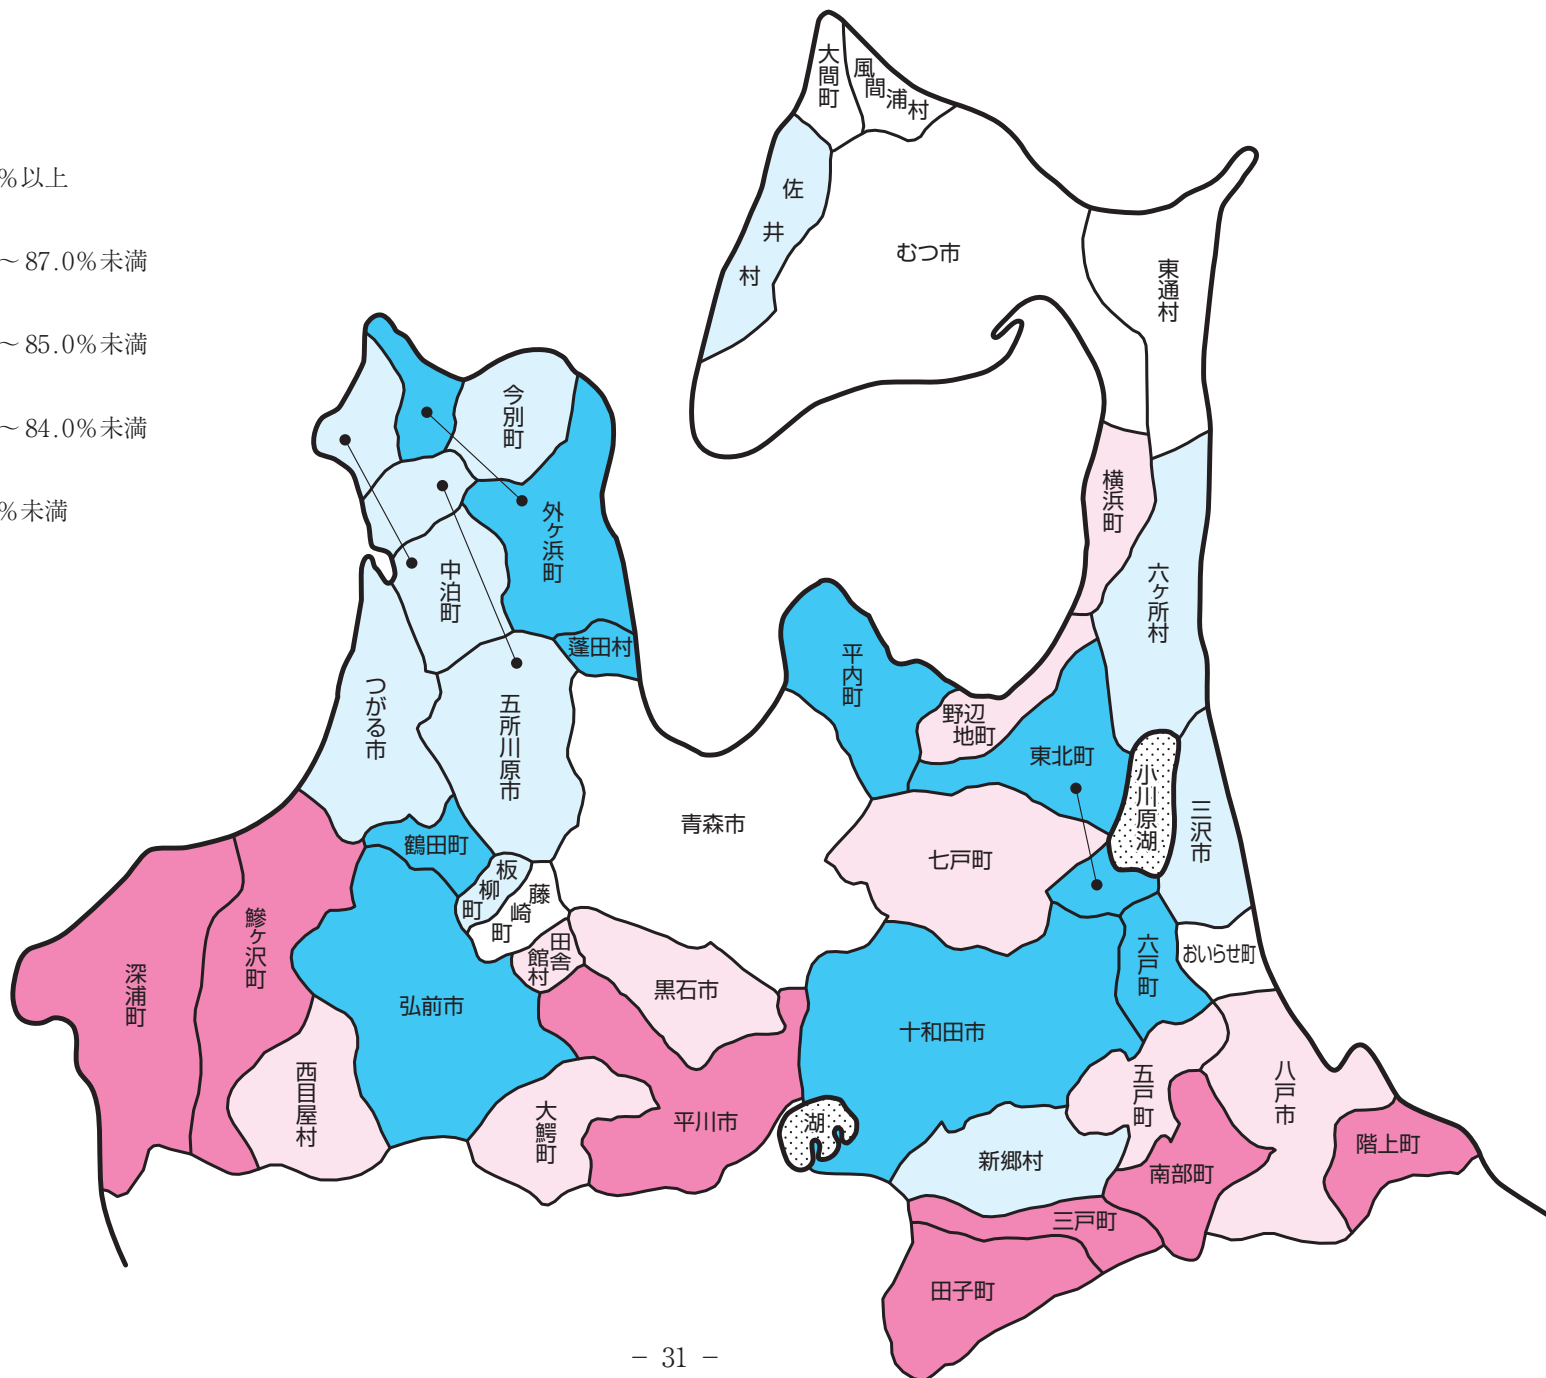 %以上
～87.0%未満
～85.0%未満
～84.0%未満
%未満
大間町
風間浦村
佐井村
むつ市
東通村
今別町
外ヶ浜町
中泊町
蓬田村
横浜町
六ヶ所村
つがる市
五所川原市
平内町
野辺地町
東北町
小川原湖
三沢市
鶴田町
板柳町
藤崎町
青森市
七戸町
鰺ヶ沢町
深浦町
弘前市
田舎館村
黒石市
六戸町
おいらせ町
十和田市
西目屋村
大鰐町
平川市
湖
五戸町
八戸市
新郷村
南部町
階上町
三戸町
田子町
− 31 −